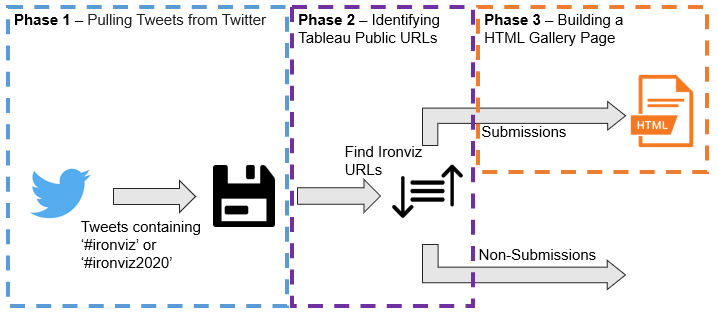 Phase 1 – Pulling Tweets from Twitter
Phase 2 – Identifying
Tableau Public URLs
Phase 3 – Building a
HTML Gallery Page
Tweets containing
‘#ironviz’ or
‘#ironviz2020’
Find Ironviz
URLs
Submissions
HTML
Non-Submissions